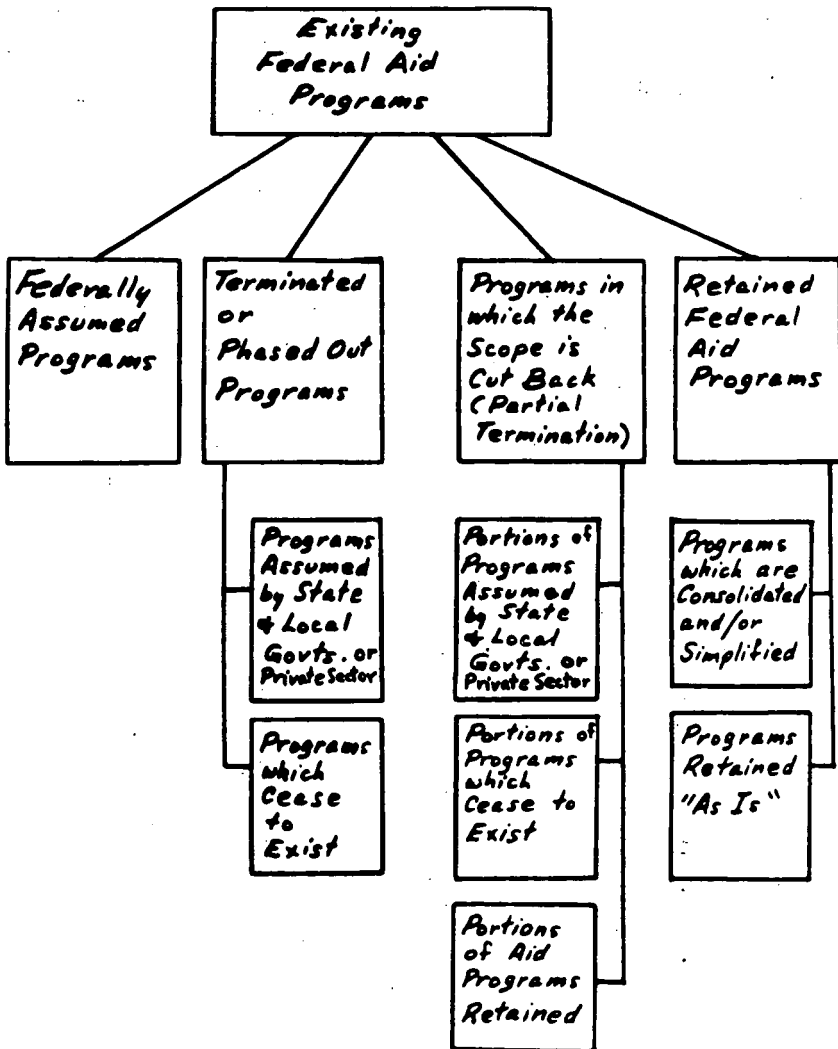 Existing
Federal Aid
Programs
Federally
Assumed
Programs
Terminated
or
Phased Out
Programs
Programs in
which the
Scope is
Cut Back
(Partial
Termination)
Retained
Federal
Aid
Programs
Programs
Assumed
by State
& Local
Govts. or
Private Sector
Programs
which
Cease
to
Exist
Portions of
Programs
Assumed
by State
& Local
Govts. or
Private Sector
Portions of
Programs
which
Cease to
Exist
Portions
of Aid
Programs
Retained
Programs
which are
Consolidated
and/or
Simplified
Programs
Retained
"As Is"